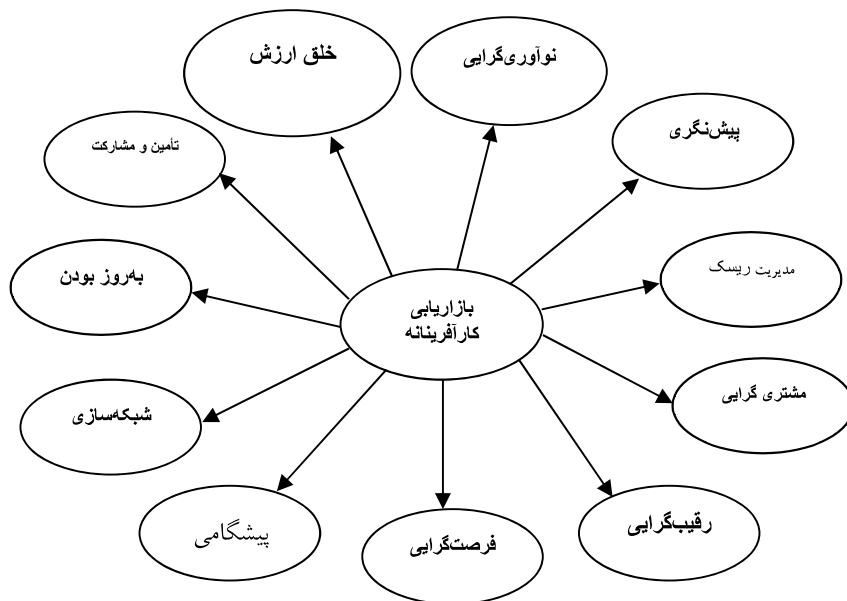 خلق ارزش
نوآوری‌گرایی
پیش‌نگری
تأمین و مشارکت
مدیریت ریسک
به‌روز بودن
بازاریابی
کارآفرینانه
مشتری گرایی
شبکه‌سازی
رقیب‌گرایی
پیشگامی
فرصت‌گرایی